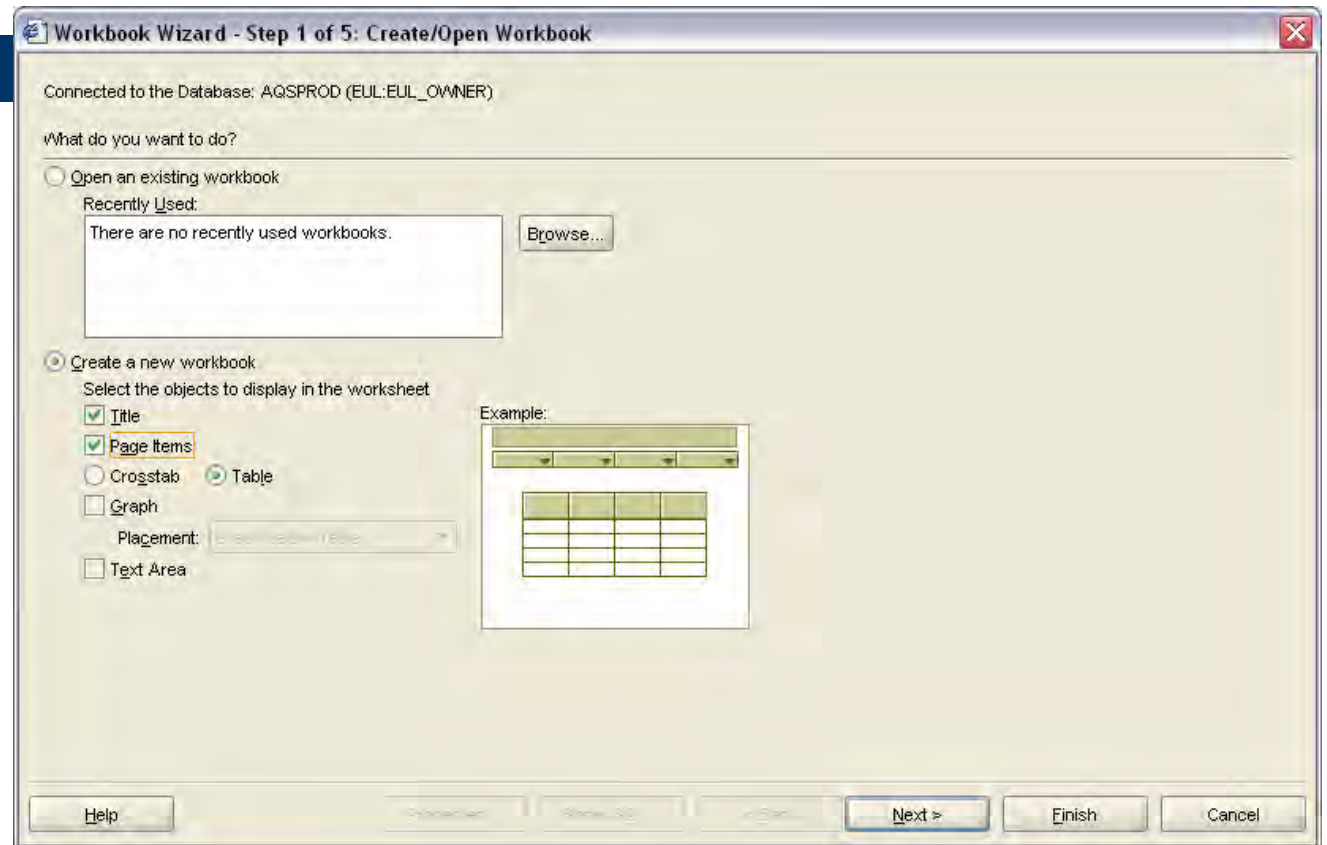 Workbook Wizard - Step 1 of 5: Create/Open Workbook
Connected to the Database: AQSPROD (EUL:EUL_OWNER)
What do you want to do?
Open an existing workbook
Recently Used:
There are no recently used workbooks.
Browse...
Create a new workbook
Select the objects to display in the worksheet
Title
Example:
Page Items
Crosstab Table
Graph
Placement:
Text Area
Help Next > Finish Cancel